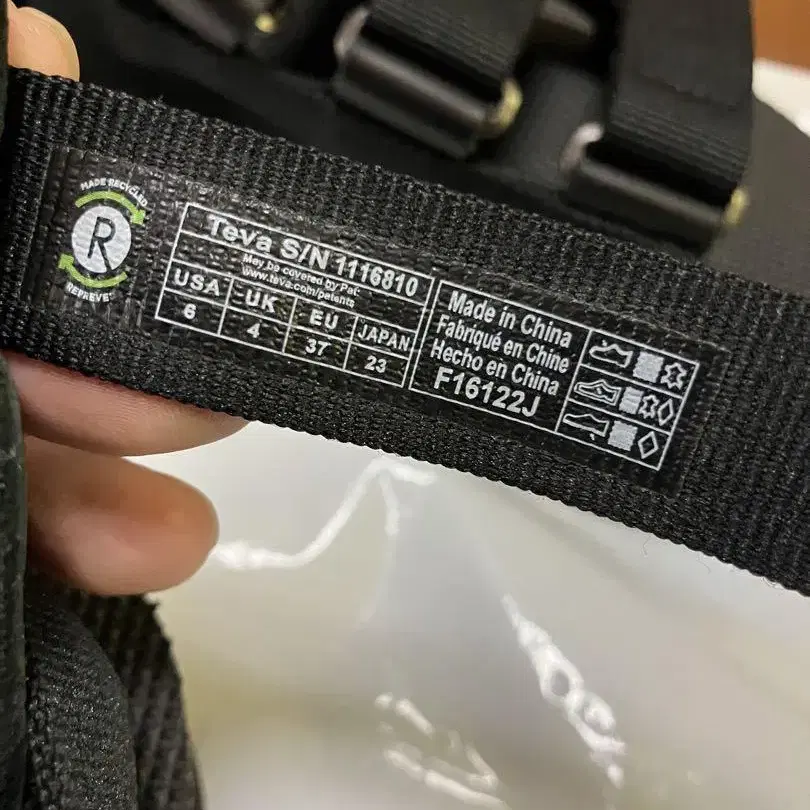 MADE RECYCLED
R
REPREVE
Teva S/N 1116810
May be covered by Pat:
www.teva.com/patents
USA UK EU JAPAN
6 4 37 23
Made in China
Fabriqué en Chine
Hecho en China
F16122J